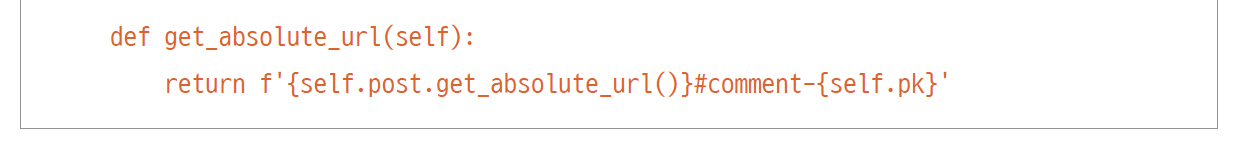 def get_absolute_url(self):
return f'{self.post.get_absolute_url()}#comment-{self.pk}'